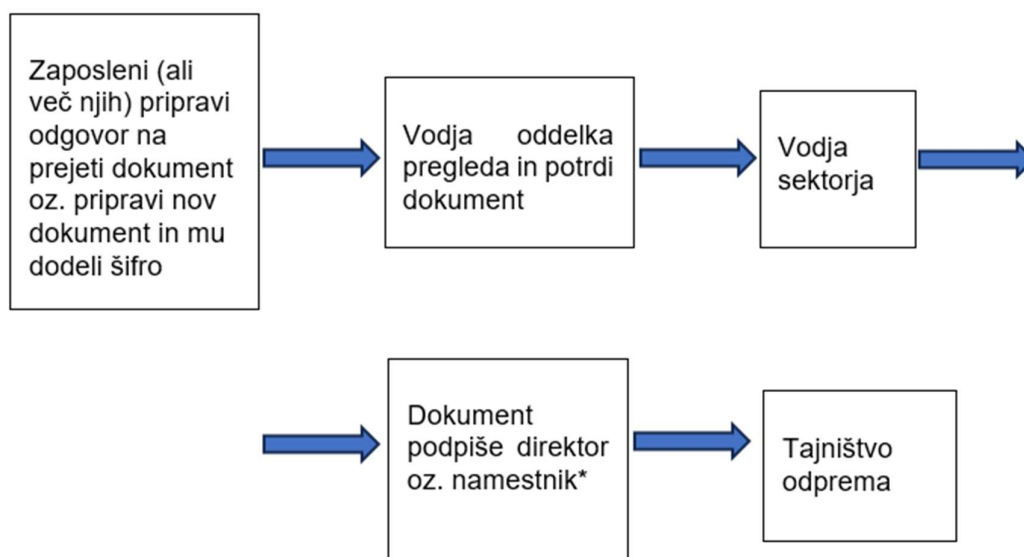 Zaposleni (ali
več njih) pripravi
odgovor na
prejeti dokument
oz. pripravi nov
dokument in mu
dodeli šifro
Vodja oddelka
pregleda in potrdi
dokument
Vodja
sektorja
Dokument
podpiše direktor
oz. namestnik*
Tajništvo
odprema